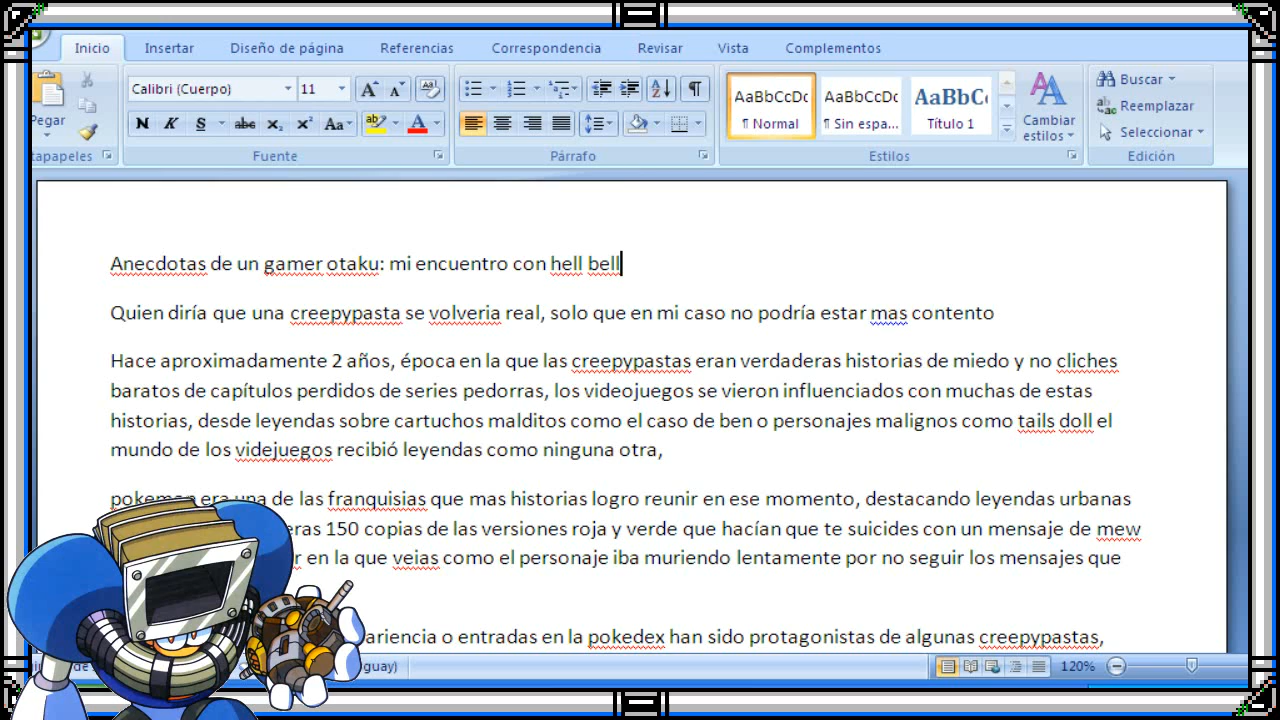 Inicio Insertar Diseño de página Referencias Correspondencia Revisar Vista Complementos
Calibri (Cuerpo) 11
AaBbCcDc AaBbCcDc AaBbC
Buscar
Reemplazar
Seleccionar
Pegar
N K S abc x₂ x² Aa
¶ Normal ¶ Sin espa... Título 1
Cambiar estilos
tapapeles Fuente Párrafo Estilos Edición
Anecdotas de un gamer otaku: mi encuentro con hell bell
Quien diría que una creepypasta se volveria real, solo que en mi caso no podría estar mas contento
Hace aproximadamente 2 años, época en la que las creepypastas eran verdaderas historias de miedo y no cliches
baratos de capítulos perdidos de series pedorras, los videojuegos se vieron influenciados con muchas de estas
historias, desde leyendas sobre cartuchos malditos como el caso de ben o personajes malignos como tails doll el
mundo de los videjuegos recibió leyendas como ninguna otra,
pokemon era una de las franquisias que mas historias logro reunir en ese momento, destacando leyendas urbanas
eras 150 copias de las versiones roja y verde que hacían que te suicides con un mensaje de mew
en la que veias como el personaje iba muriendo lentamente por no seguir los mensajes que
ariencia o entradas en la pokedex han sido protagonistas de algunas creepypastas,
guay) 120%